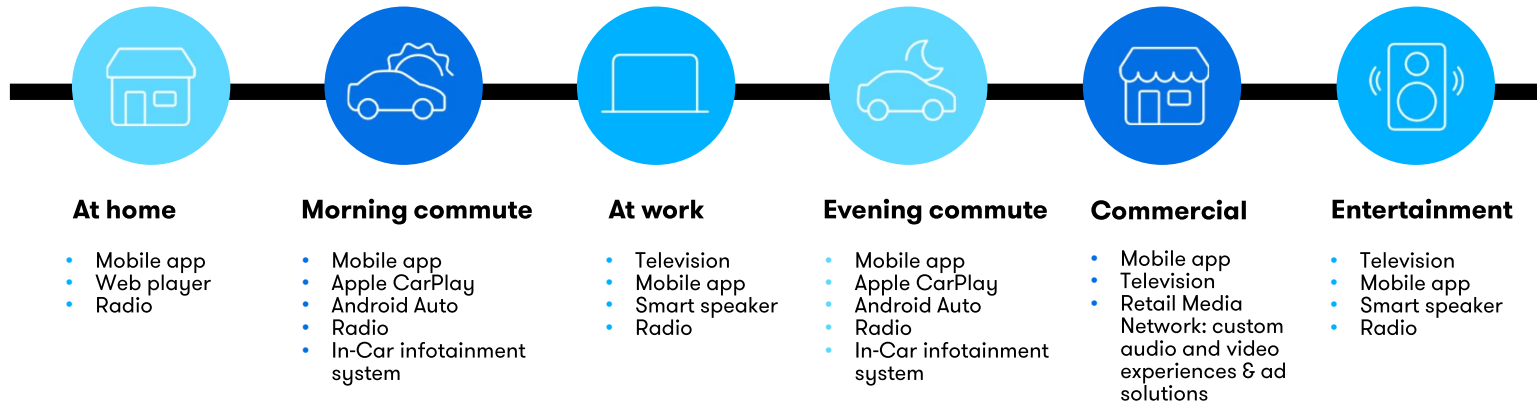 At home
Mobile app
Web player
Radio
Morning commute
Mobile app
Apple CarPlay
Android Auto
Radio
In-Car infotainment
system
At work
Television
Mobile app
Smart speaker
Radio
Evening commute
Mobile app
Apple CarPlay
Android Auto
Radio
In-Car infotainment
system
Commercial
Mobile app
Television
Retail Media
Network: custom
audio and video
experiences & ad
solutions
Entertainment
Television
Mobile app
Smart speaker
Radio